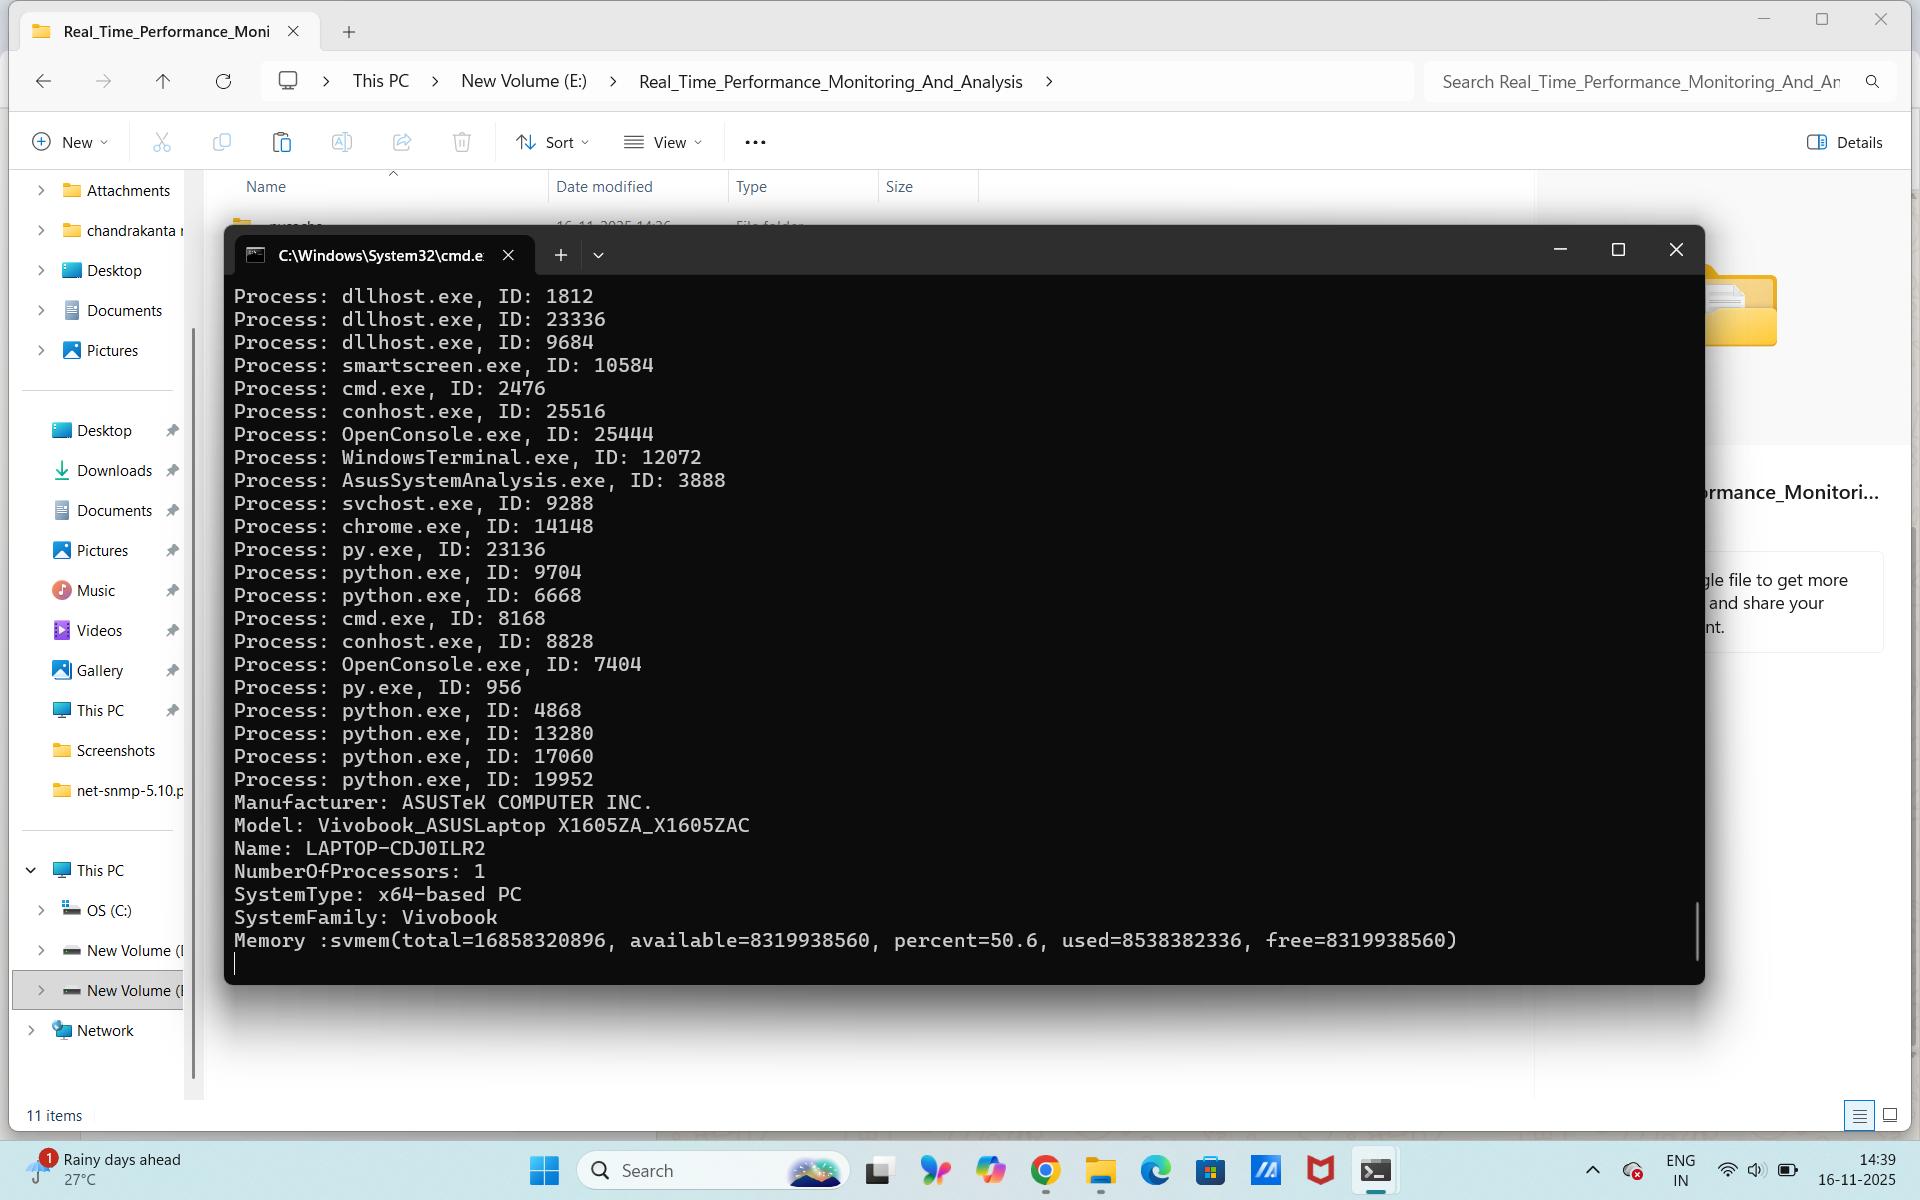 Real_Time_Performance_Moni
This PC
New Volume (E:)
Real_Time_Performance_Monitoring_And_Analysis
Search Real_Time_Performance_Monitoring_And_Ar
New
Sort
View
Details
Name
Date modified
Type
Size
16-11-2025 14:36
File folder
Attachments
chandrakanta
Desktop
Documents
Pictures
Desktop
Downloads
Documents
Pictures
Music
Videos
Gallery
This PC
Screenshots
net-snmp-5.10.p
This PC
OS (C:)
New Volume (
New Volume (
Network
C:\Windows\System32\cmd.e
Process: dllhost.exe, ID: 1812
Process: dllhost.exe, ID: 23336
Process: dllhost.exe, ID: 9684
Process: smartscreen.exe, ID: 10584
Process: cmd.exe, ID: 2476
Process: conhost.exe, ID: 25516
Process: OpenConsole.exe, ID: 25444
Process: WindowsTerminal.exe, ID: 12072
Process: AsusSystemAnalysis.exe, ID: 3888
Process: svchost.exe, ID: 9288
Process: chrome.exe, ID: 14148
Process: py.exe, ID: 23136
Process: python.exe, ID: 9704
Process: python.exe, ID: 6668
Process: cmd.exe, ID: 8168
Process: conhost.exe, ID: 8828
Process: OpenConsole.exe, ID: 7404
Process: py.exe, ID: 956
Process: python.exe, ID: 4868
Process: python.exe, ID: 13280
Process: python.exe, ID: 17060
Process: python.exe, ID: 19952
Manufacturer: ASUSTeK COMPUTER INC.
Model: Vivobook_ASUSLaptop X1605ZA_X1605ZAC
Name: LAPTOP-CDJ0ILR2
NumberOfProcessors: 1
SystemType: x64-based PC
SystemFamily: Vivobook
Memory :svmem(total=16858320896, available=8319938560, percent=50.6, used=8538382336, free=8319938560)
rmance_Monitori...
gle file to get more
and share your
nt.
11 items
1
Rainy days ahead
27°C
Search
ENG
IN
14:39
16-11-2025